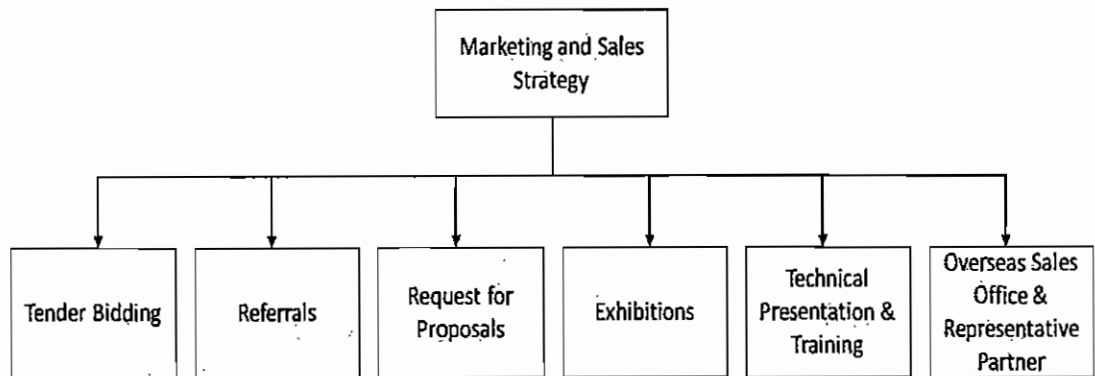 Marketing and Sales
Strategy
Tender Bidding
Referrals
Request for
Proposals
Exhibitions
Technical
Presentation &
Training
Overseas Sales
Office &
Representative
Partner